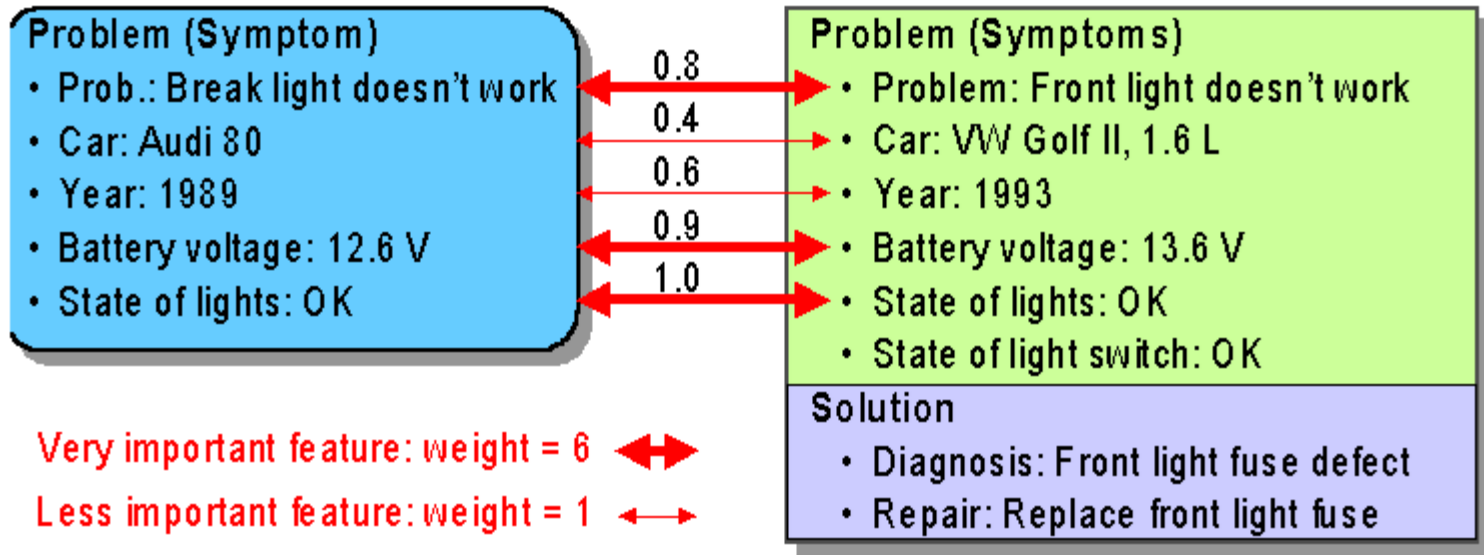 Problem (Symptom)
• Prob.: Break light doesn't work
• Car: Audi 80
• Year: 1989
• Battery voltage: 12.6 V
• State of lights: OK
0.8
0.4
0.6
0.9
1.0
Problem (Symptoms)
• Problem: Front light doesn't work
• Car: VW Golf II, 1.6 L
• Year: 1993
• Battery voltage: 13.6 V
• State of lights: OK
• State of light switch: OK
Solution
• Diagnosis: Front light fuse defect
• Repair: Replace front light fuse
Very important feature: weight = 6
Less important feature: weight = 1